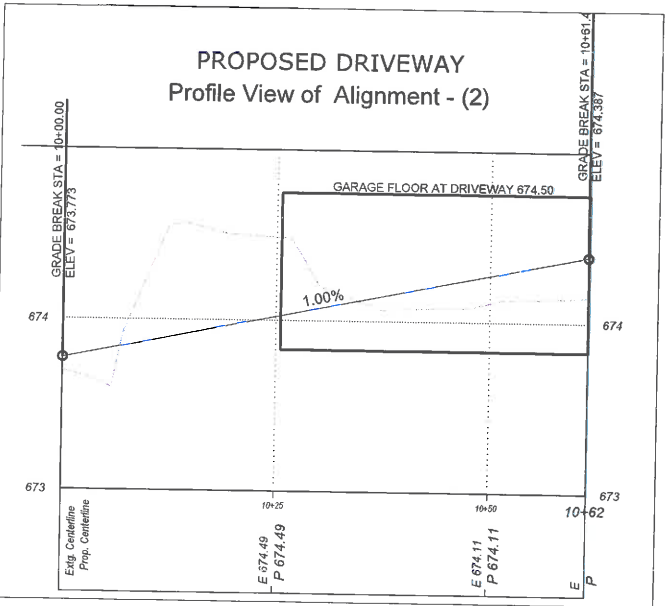 PROPOSED DRIVEWAY
Profile View of Alignment - (2)
GRADE BREAK STA = 10+00.00
ELEV = 673.773
GRADE BREAK STA = 10+61.4
ELEV = 674.387
GARAGE FLOOR AT DRIVEWAY 674.50
1.00%
674
674
673
673
10+25
10+50
10+62
Extg. Centerline
Prop. Centerline
E 674.49
P 674.49
E 674.11
P 674.11
E
P